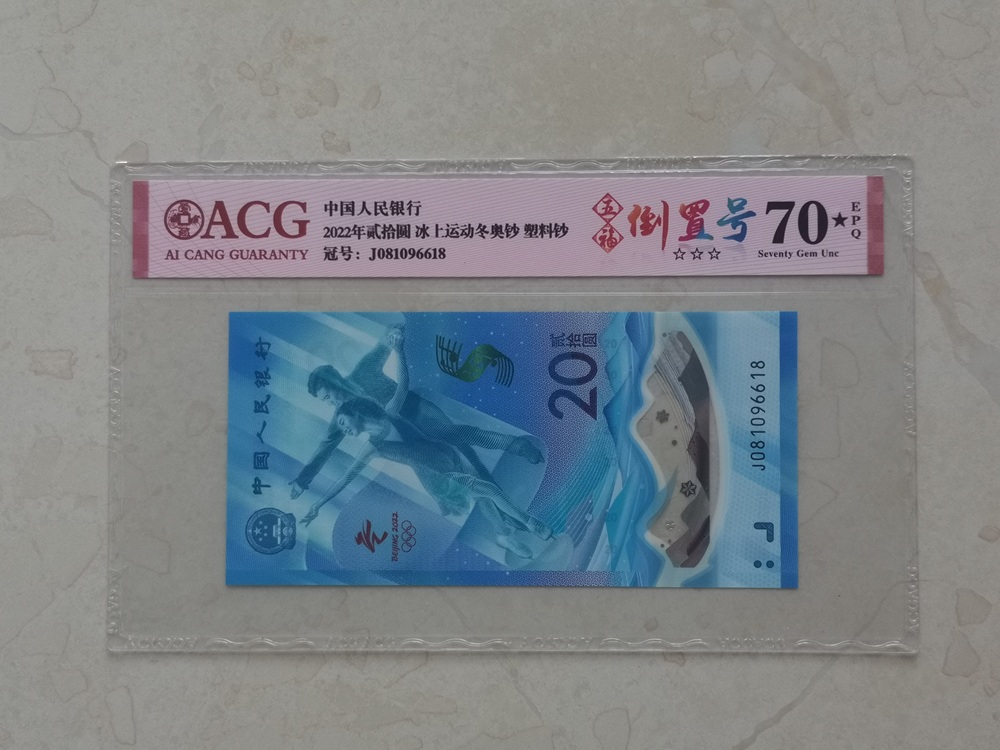 ACG
AI CANG GUARANTY
中国人民银行
2022年贰拾圆 冰上运动冬奥钞 塑料钞
冠号：J081096618
五福
倒置号
☆☆☆
70★
EPQ
Seventy Gem Unc
中国人民银行
贰拾圆
20
J081096618
BEIJING 2022